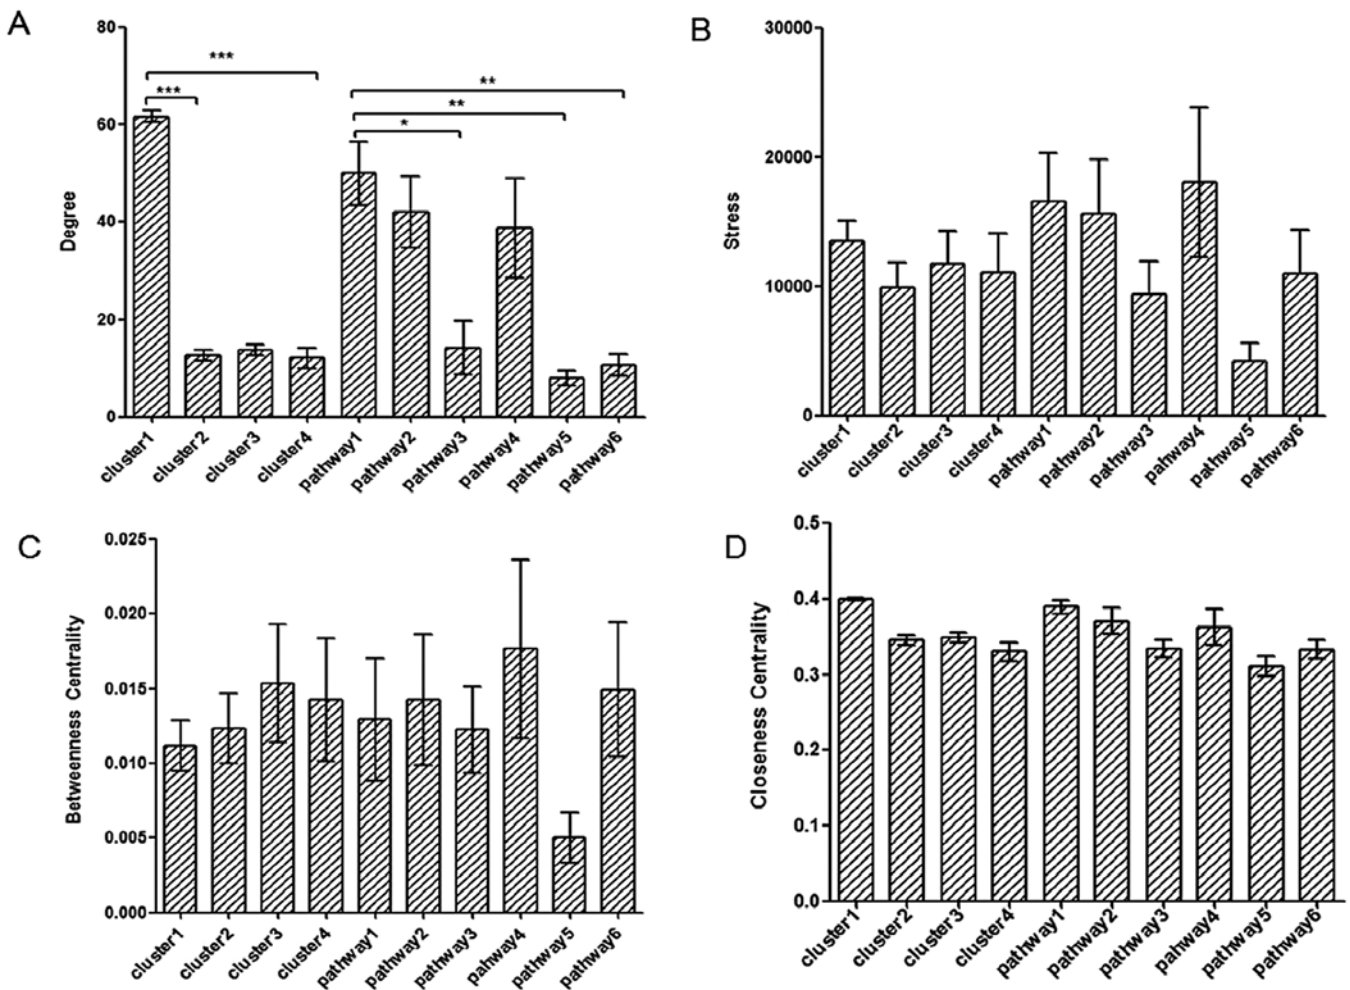 A
80
60
40
20
0
Degree
***
***
**
**
*
cluster1
cluster2
cluster3
cluster4
pathway1
pathway2
pathway3
pathway4
pathway5
pathway6
B
30000
20000
10000
0
Stress
cluster1
cluster2
cluster3
cluster4
pathway1
pathway2
pathway3
pathway4
pathway5
pathway6
C
0.025
0.020
0.015
0.010
0.005
0.000
Betweenness Centrality
cluster1
cluster2
cluster3
cluster4
pathway1
pathway2
pathway3
pathway4
pathway5
pathway6
D
0.5
0.4
0.3
0.2
0.1
0.0
Closeness Centrality
cluster1
cluster2
cluster3
cluster4
pathway1
pathway2
pathway3
pathway4
pathway5
pathway6